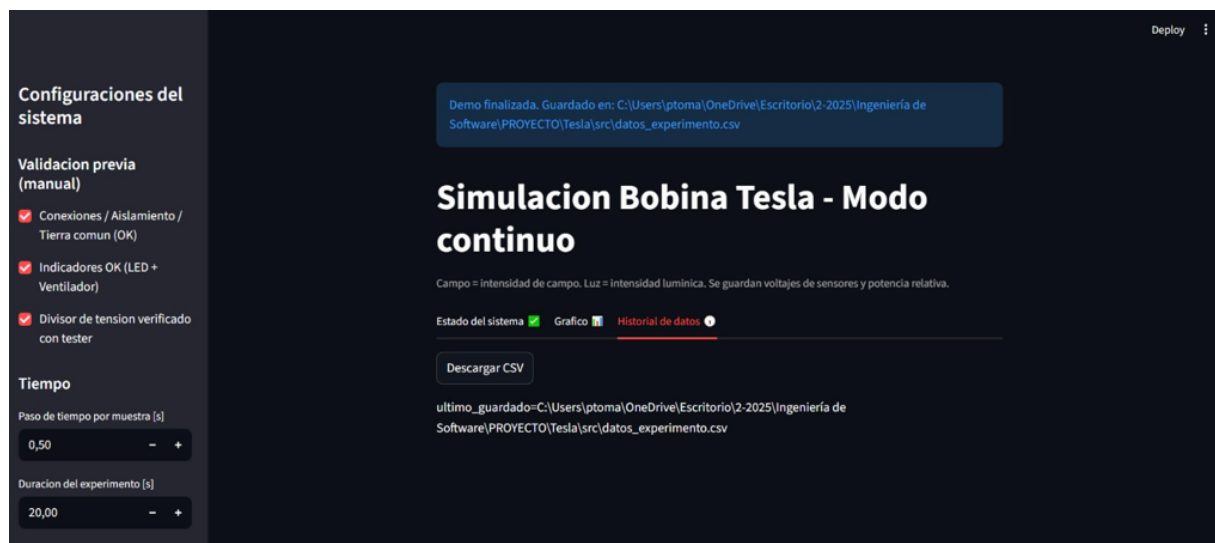 Deploy
Configuraciones del
sistema
Validacion previa
(manual)
Conexiones / Aislamiento /
Tierra comun (OK)
Indicadores OK (LED +
Ventilador)
Divisor de tension verificado
con tester
Tiempo
Paso de tiempo por muestra [s]
0,50 - +
Duracion del experimento [s]
20,00 - +
Demo finalizada. Guardado en: C:\Users\ptoma\OneDrive\Escritorio\2-2025\Ingeniería de
Software\PROYECTO\Tesla\src\datos_experimento.csv
Simulacion Bobina Tesla - Modo
continuo
Campo = intensidad de campo. Luz = intensidad luminica. Se guardan voltajes de sensores y potencia relativa.
Estado del sistema ✅ Grafico 📊 Historial de datos
Descargar CSV
ultimo_guardado=C:\Users\ptoma\OneDrive\Escritorio\2-2025\Ingeniería de
Software\PROYECTO\Tesla\src\datos_experimento.csv